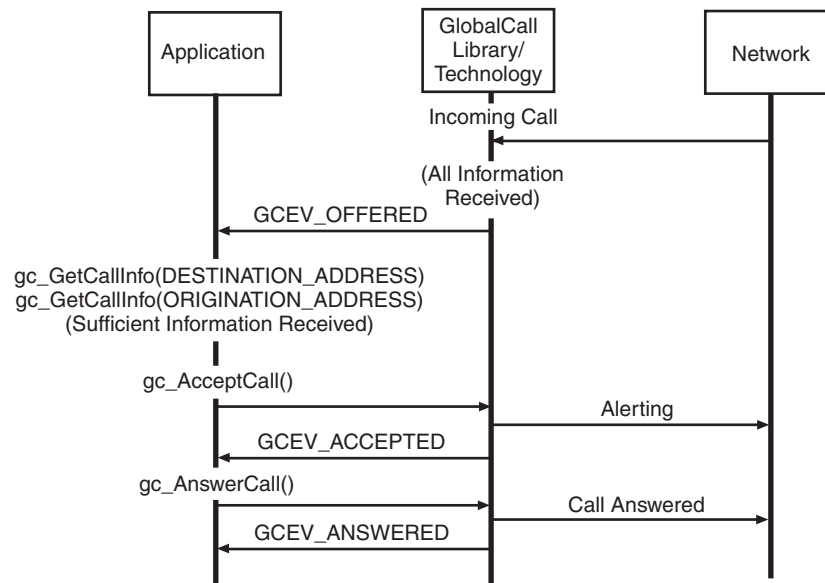 Application
GlobalCall
Library/
Technology
Network
Incoming Call
(All Information
Received)
GCEV_OFFERED
gc_GetCallInfo(DESTINATION_ADDRESS)
gc_GetCallInfo(ORIGINATION_ADDRESS)
(Sufficient Information Received)
gc_AcceptCall()
Alerting
GCEV_ACCEPTED
gc_AnswerCall()
Call Answered
GCEV_ANSWERED